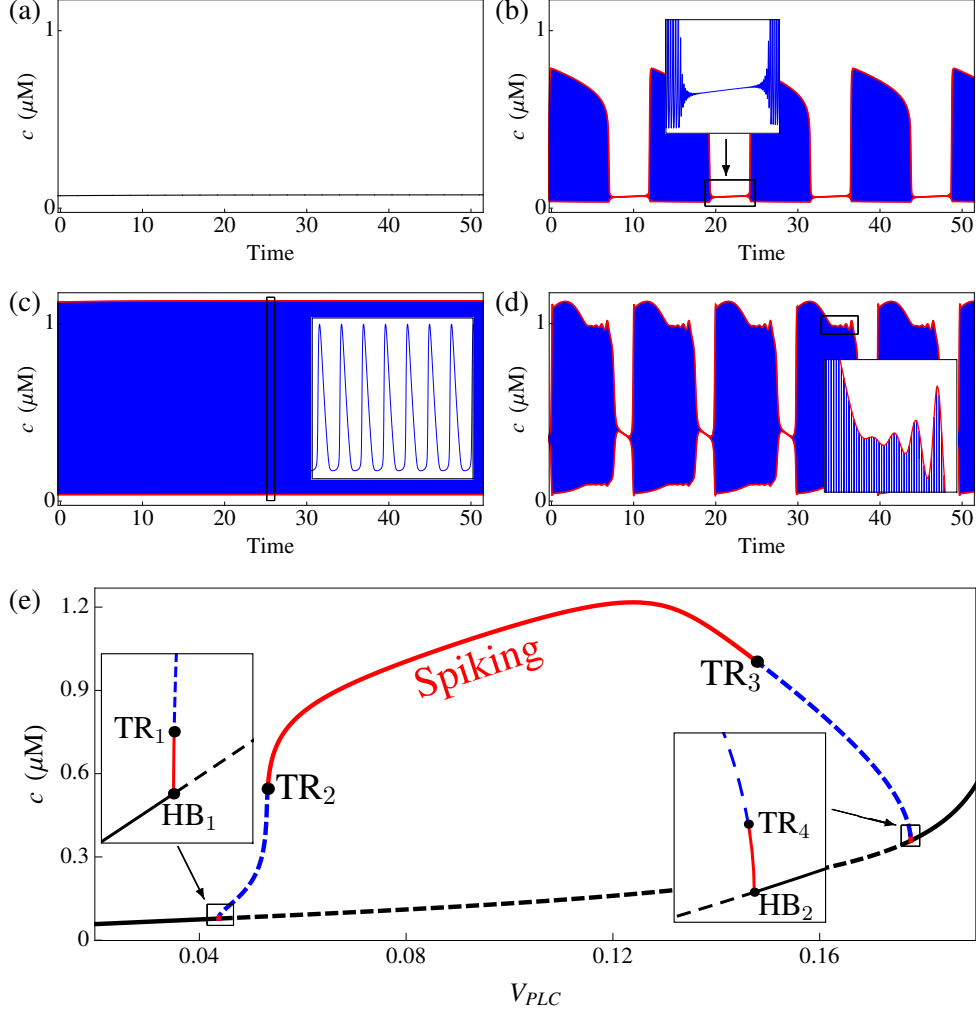 (a)
1
0
c (μM)
0 10 20 30 40 50
Time
(b)
1
0
c (μM)
0 10 20 30 40 50
Time
(c)
1
0
c (μM)
0 10 20 30 40 50
Time
(d)
1
0
c (μM)
0 10 20 30 40 50
Time
(e)
1.2
0.9
0.6
0.3
0
c (μM)
Spiking
TR1
HB1
TR2
TR3
TR4
HB2
0.04 0.08 0.12 0.16
VPLC